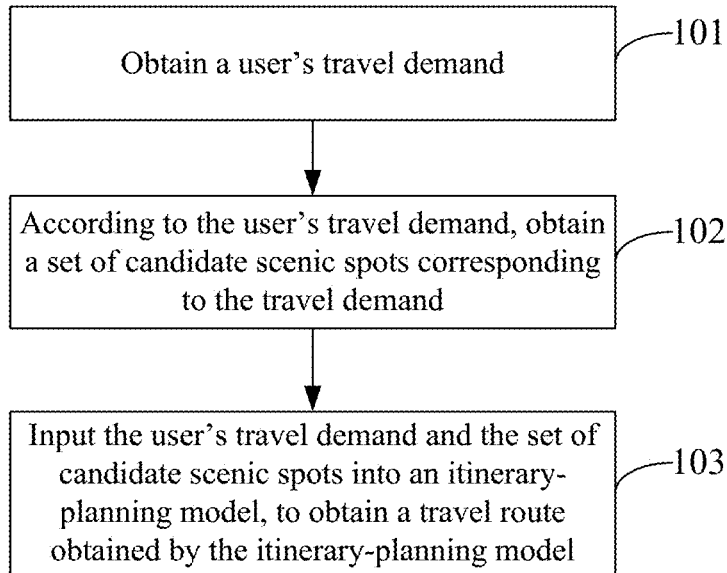 Obtain a user's travel demand
101
According to the user's travel demand, obtain
a set of candidate scenic spots corresponding
to the travel demand
102
Input the user's travel demand and the set of
candidate scenic spots into an itinerary-
planning model, to obtain a travel route
obtained by the itinerary-planning model
103